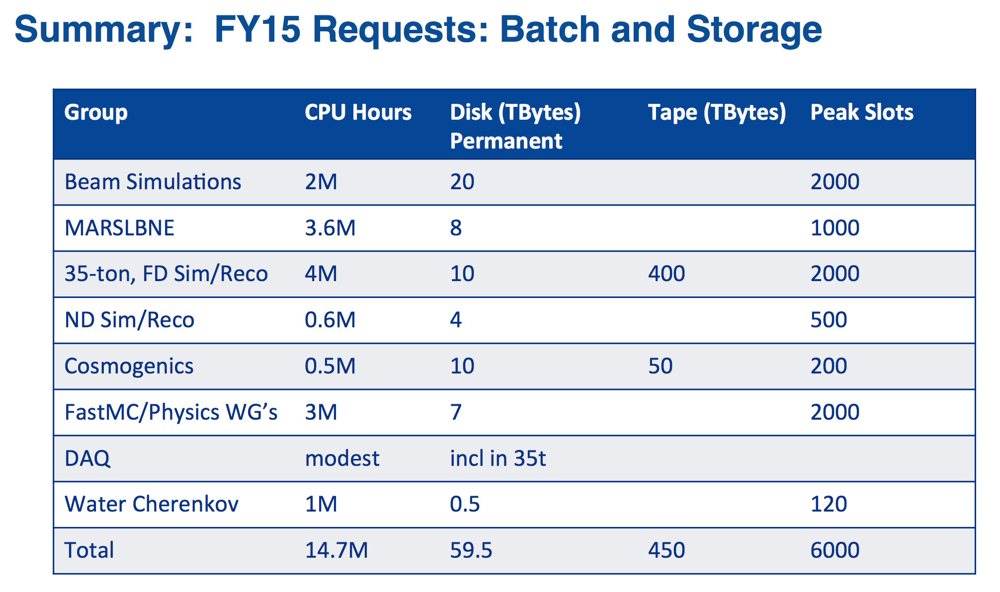 Summary:  FY15 Requests: Batch and Storage
Group CPU Hours Disk (TBytes) Permanent Tape (TBytes) Peak Slots
Beam Simulations 2M 20 2000
MARSLBNE 3.6M 8 1000
35-ton, FD Sim/Reco 4M 10 400 2000
ND Sim/Reco 0.6M 4 500
Cosmogenics 0.5M 10 50 200
FastMC/Physics WG’s 3M 7 2000
DAQ modest incl in 35t
Water Cherenkov 1M 0.5 120
Total 14.7M 59.5 450 6000